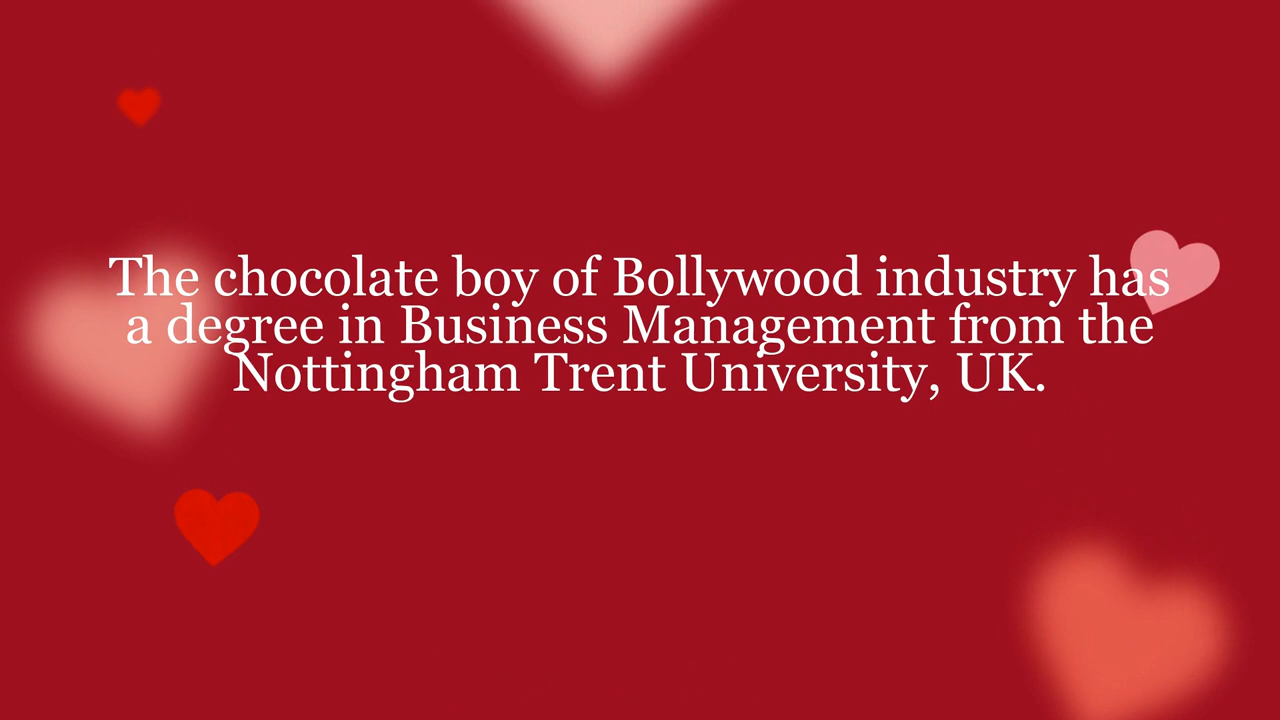 The chocolate boy of Bollywood industry has
a degree in Business Management from the
Nottingham Trent University, UK.